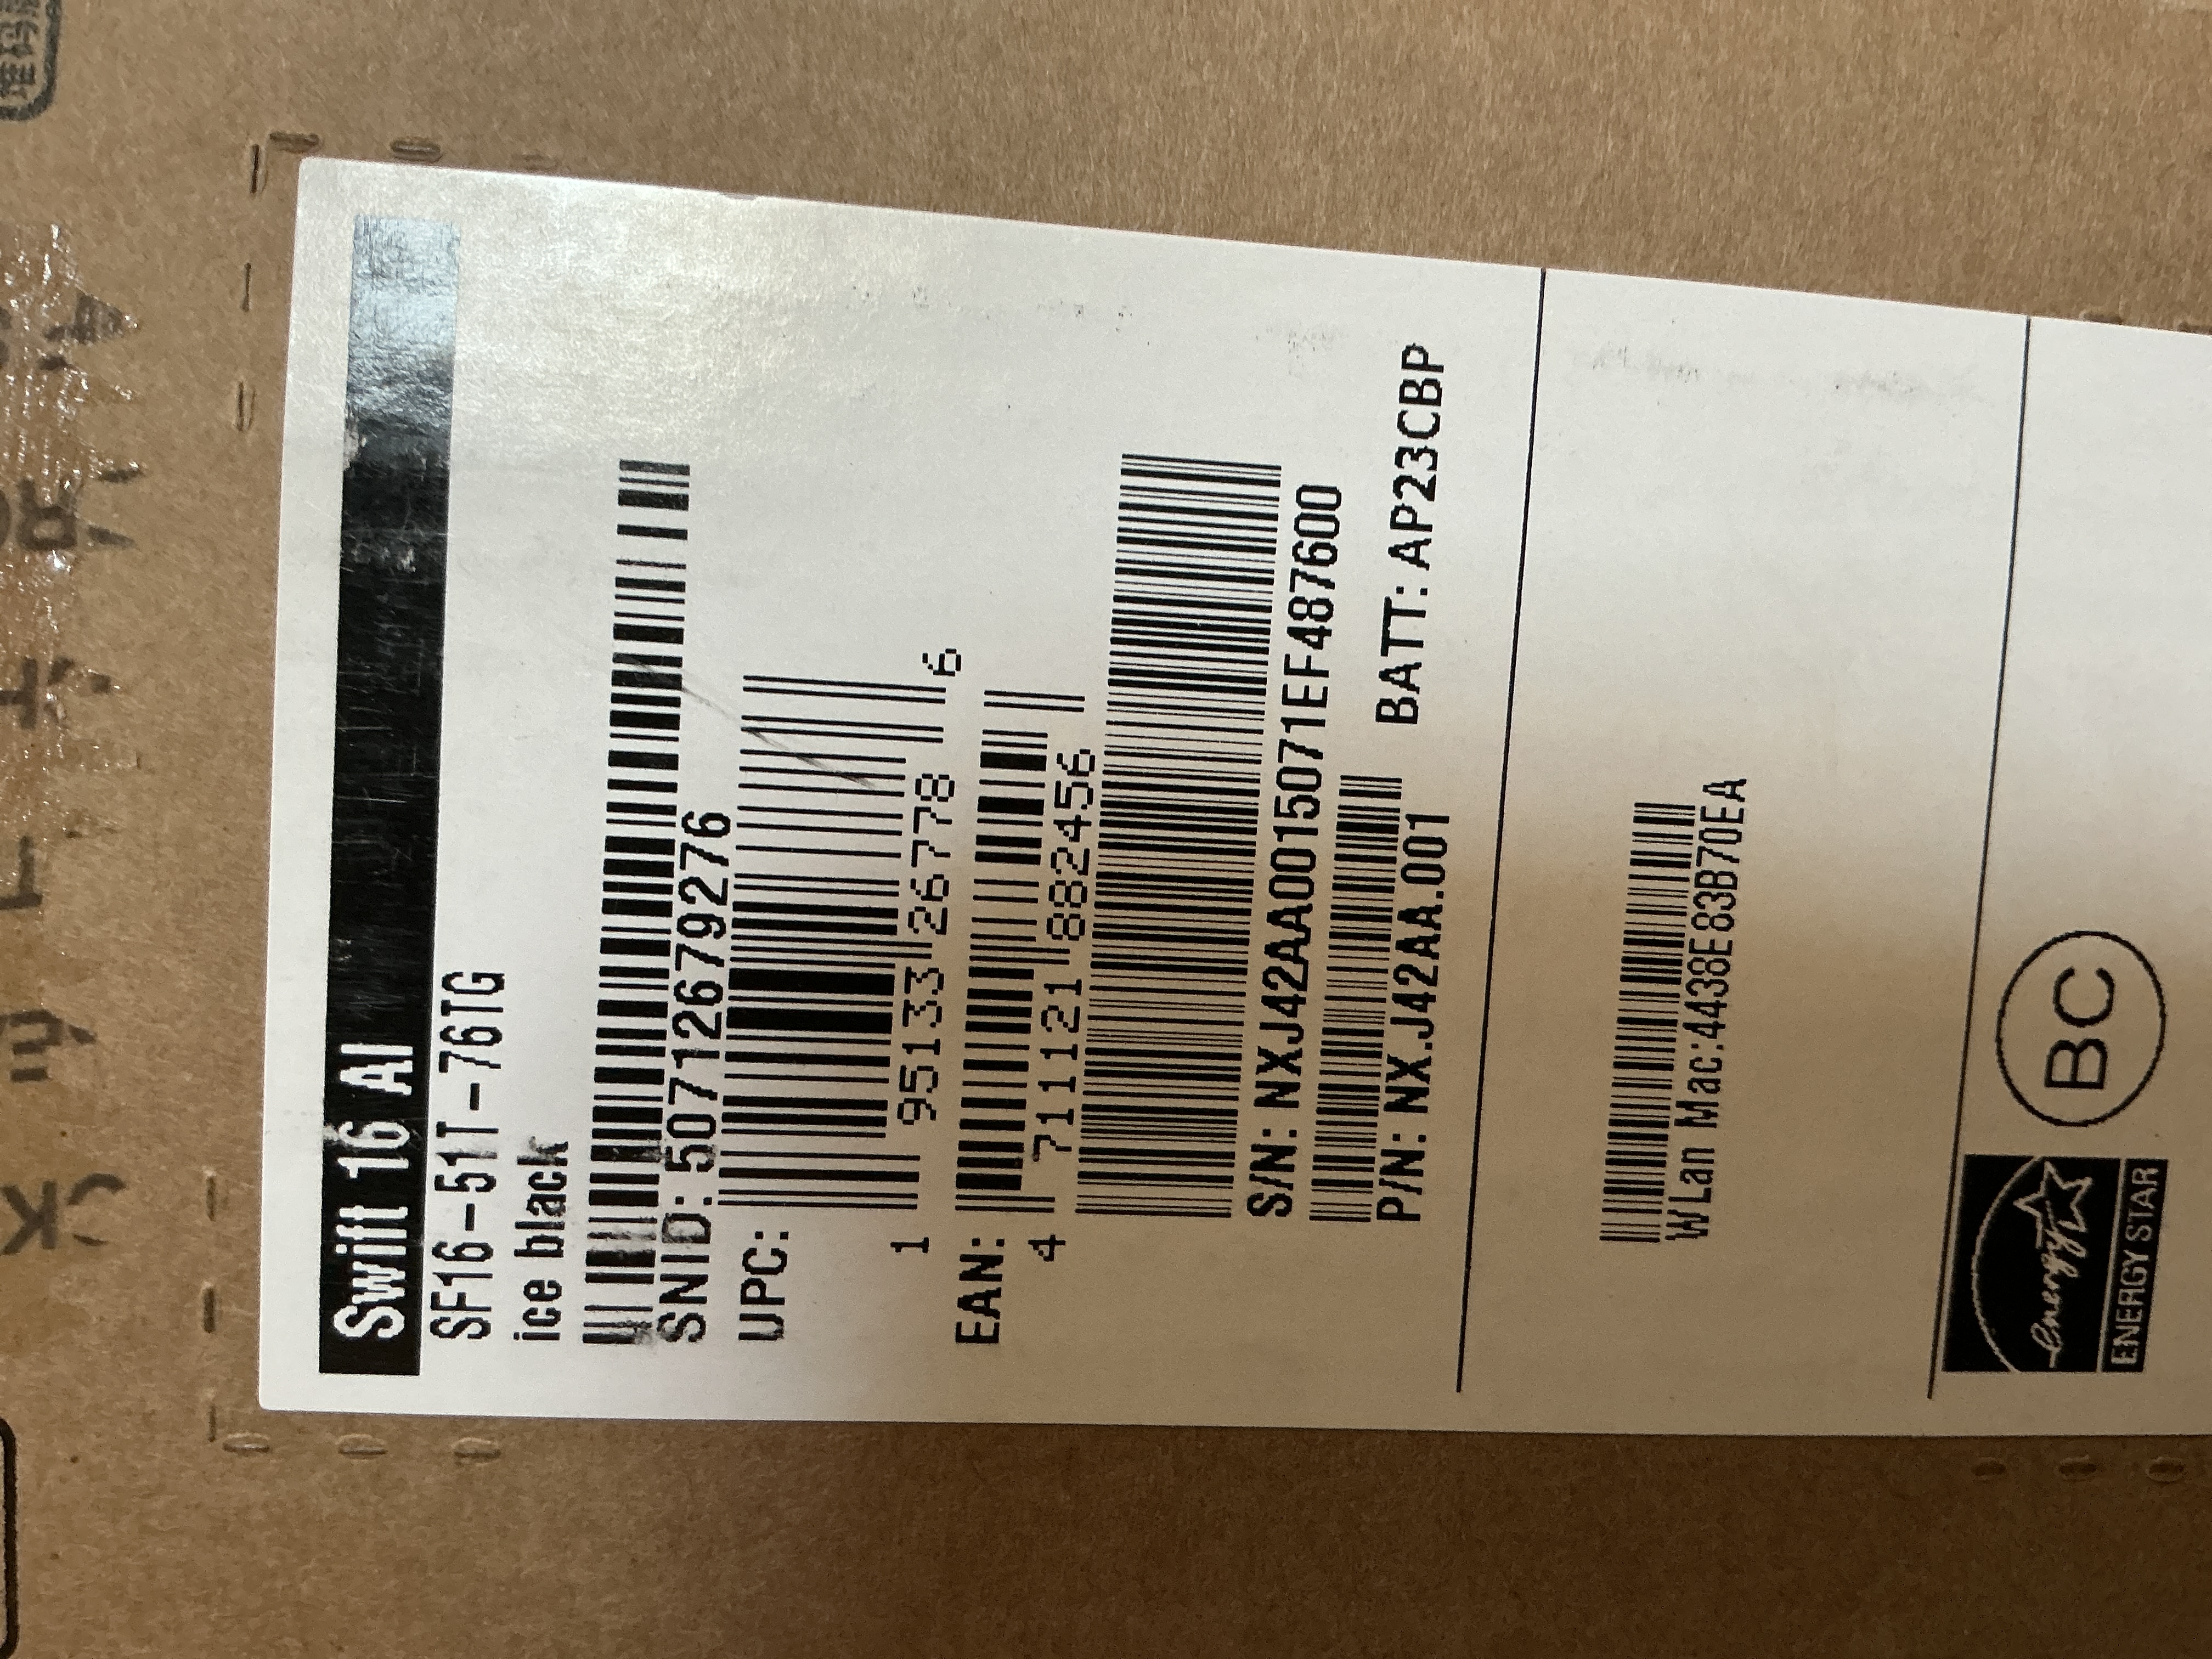 Swift 16 AI
SF16-51T-76TG
ice black
SNID: 50712679276
UPC:
1 95133 26778 6
EAN:
4 711121 882456
S/N: NXJ42AA0015071EF487600
P/N: NX.J42AA.001 BATT: AP23CBP
WLan Mac:4438E83B70EA
energy
ENERGY STAR
BC